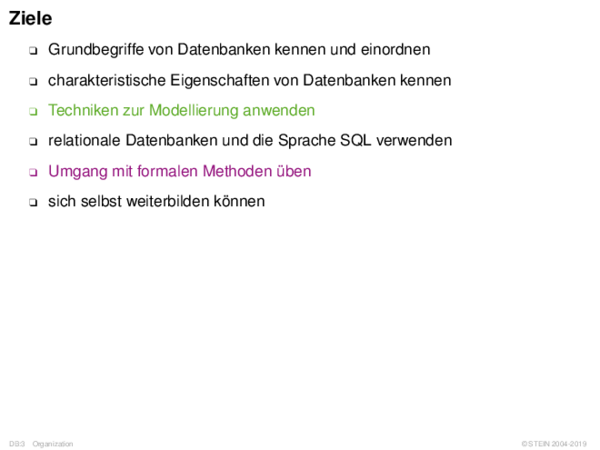 Ziele
❑ Grundbegriffe von Datenbanken kennen und einordnen
❑ charakteristische Eigenschaften von Datenbanken kennen
❑ Techniken zur Modellierung anwenden
❑ relationale Datenbanken und die Sprache SQL verwenden
❑ Umgang mit formalen Methoden üben
❑ sich selbst weiterbilden können
DB:3 Organization ©STEIN 2004-2019